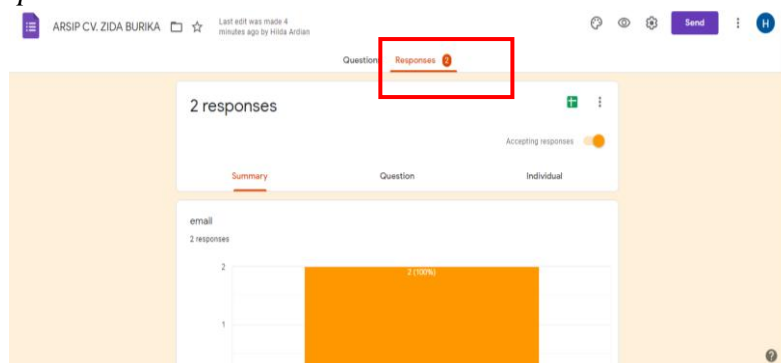 ARSIP CV. ZIDA BURIKA
Last edit was made 4
minutes ago by Hilda Ardian
Send
H
Question
Responses 2
2 responses
Accepting responses
Summary
Question
Individual
email
2 responses
2
2 (100%)
1